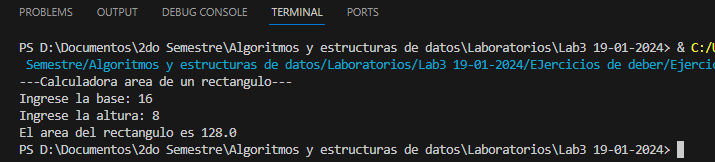 PROBLEMS OUTPUT DEBUG CONSOLE TERMINAL PORTS
PS D:\Documentos\2do Semestre\Algoritmos y estructuras de datos\Laboratorios\Lab3 19-01-2024> & C:/U
Semestre/Algoritmos y estructuras de datos/Laboratorios/Lab3 19-01-2024/EJercicios de deber/Ejercic
---Calculadora area de un rectangulo---
Ingrese la base: 16
Ingrese la altura: 8
El area del rectangulo es 128.0
PS D:\Documentos\2do Semestre\Algoritmos y estructuras de datos\Laboratorios\Lab3 19-01-2024>